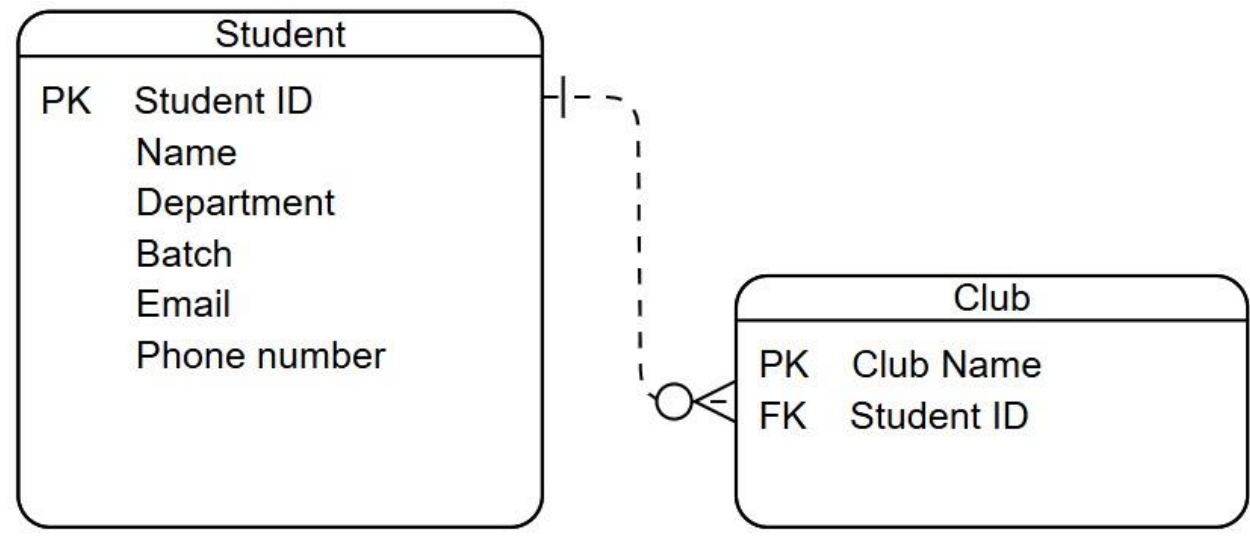 Student
PK Student ID
Name
Department
Batch
Email
Phone number
Club
PK Club Name
FK Student ID